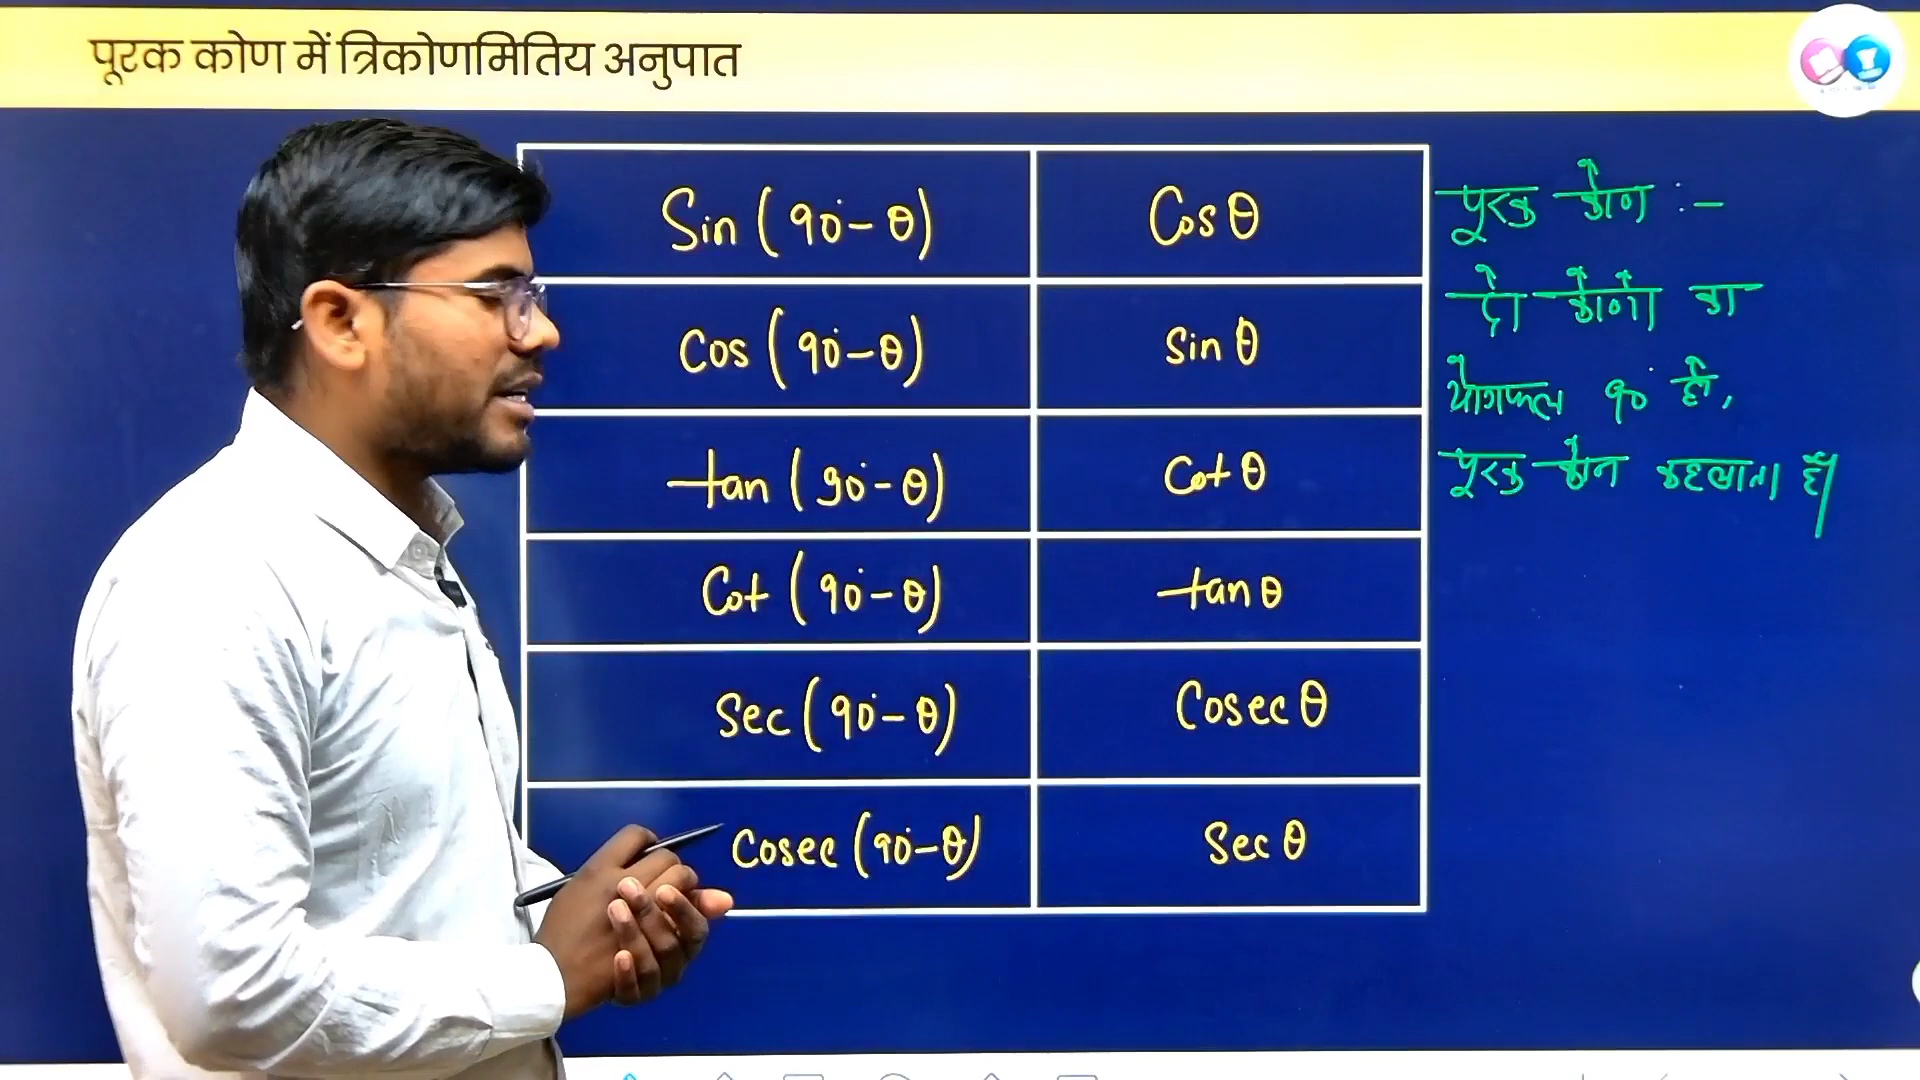 पूरक कोण में त्रिकोणमितिय अनुपात
Sin (90° - θ) Cos θ
Cos (90° - θ) Sin θ
tan (90° - θ) Cot θ
Cot (90° - θ) tan θ
Sec (90° - θ) Cosec θ
Cosec (90° - θ) Sec θ
पूरक कोण :-
दो कोणों का
योगफल 90° हो,
पूरक कोन कहलाता है।